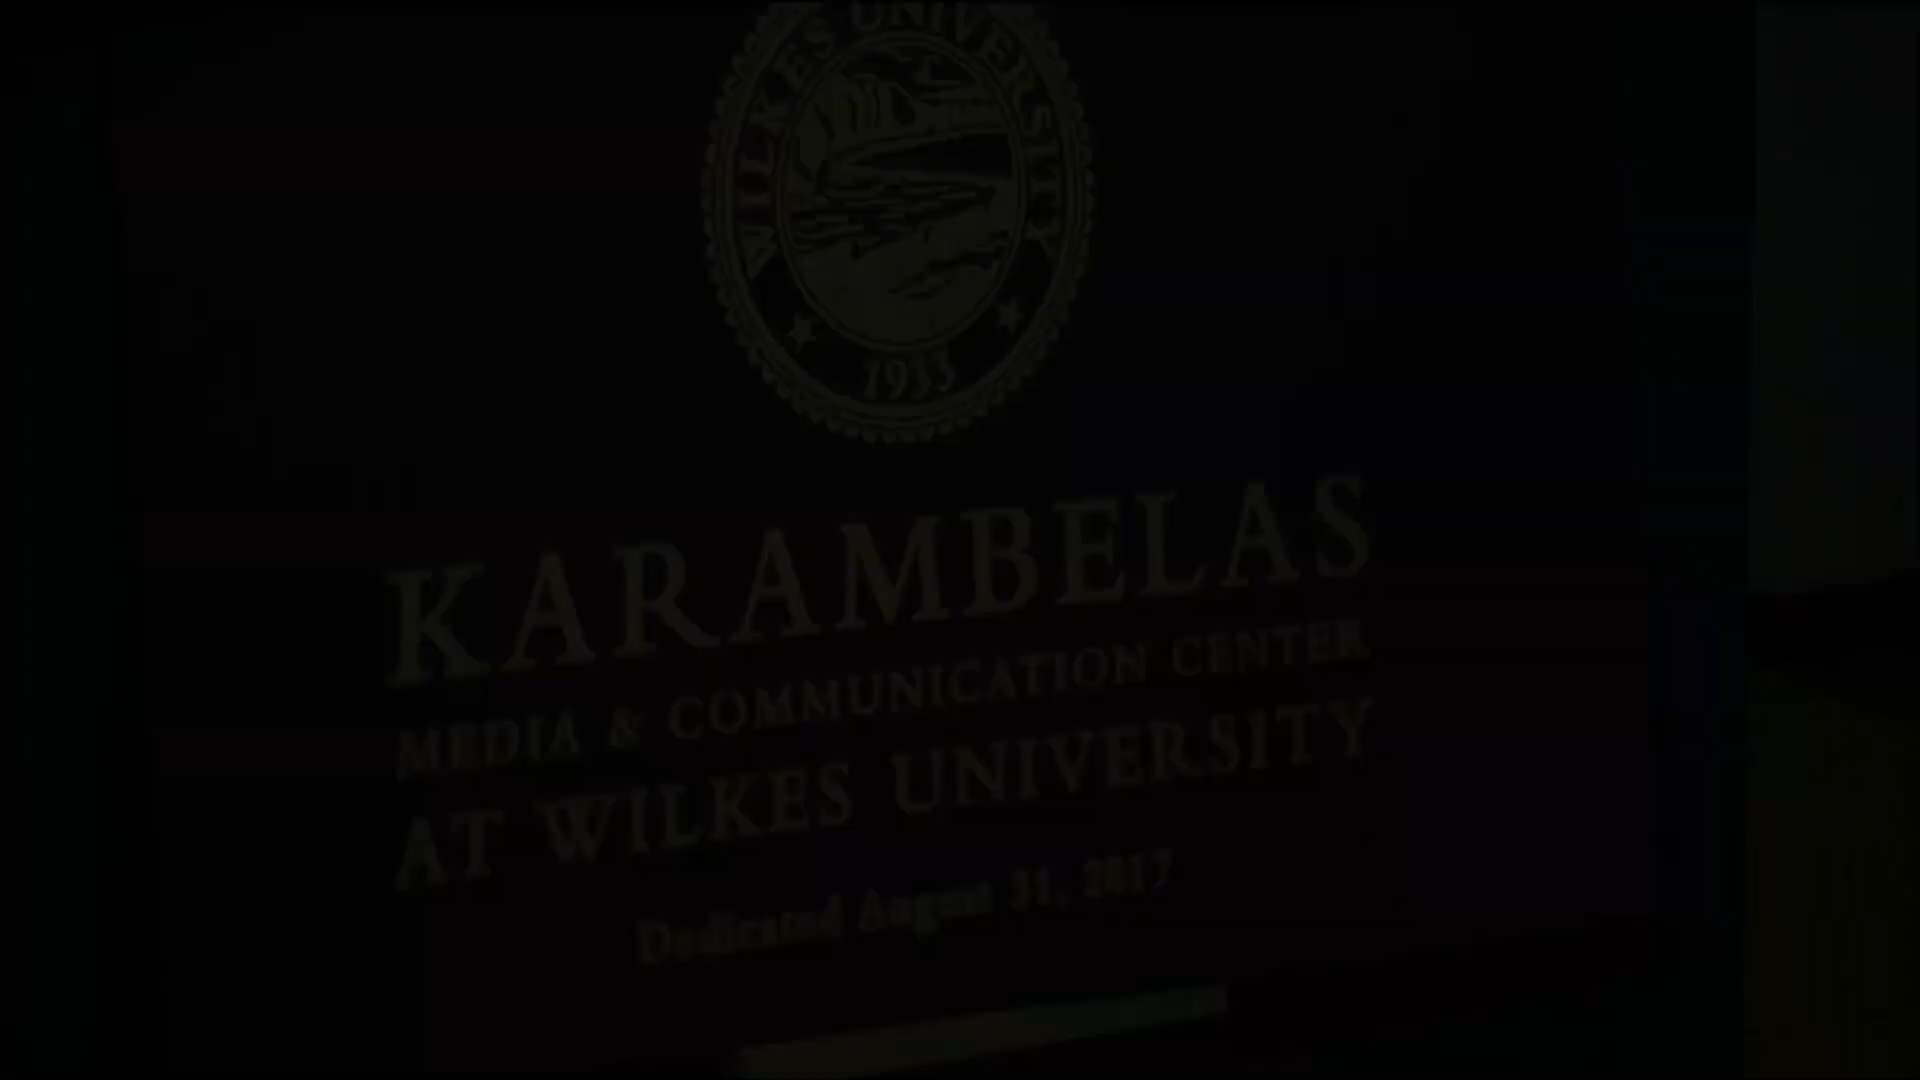 WILKES UNIVERSITY
1933
KARAMBELAS
MEDIA & COMMUNICATION CENTER
AT WILKES UNIVERSITY
Dedicated August 31, 2017